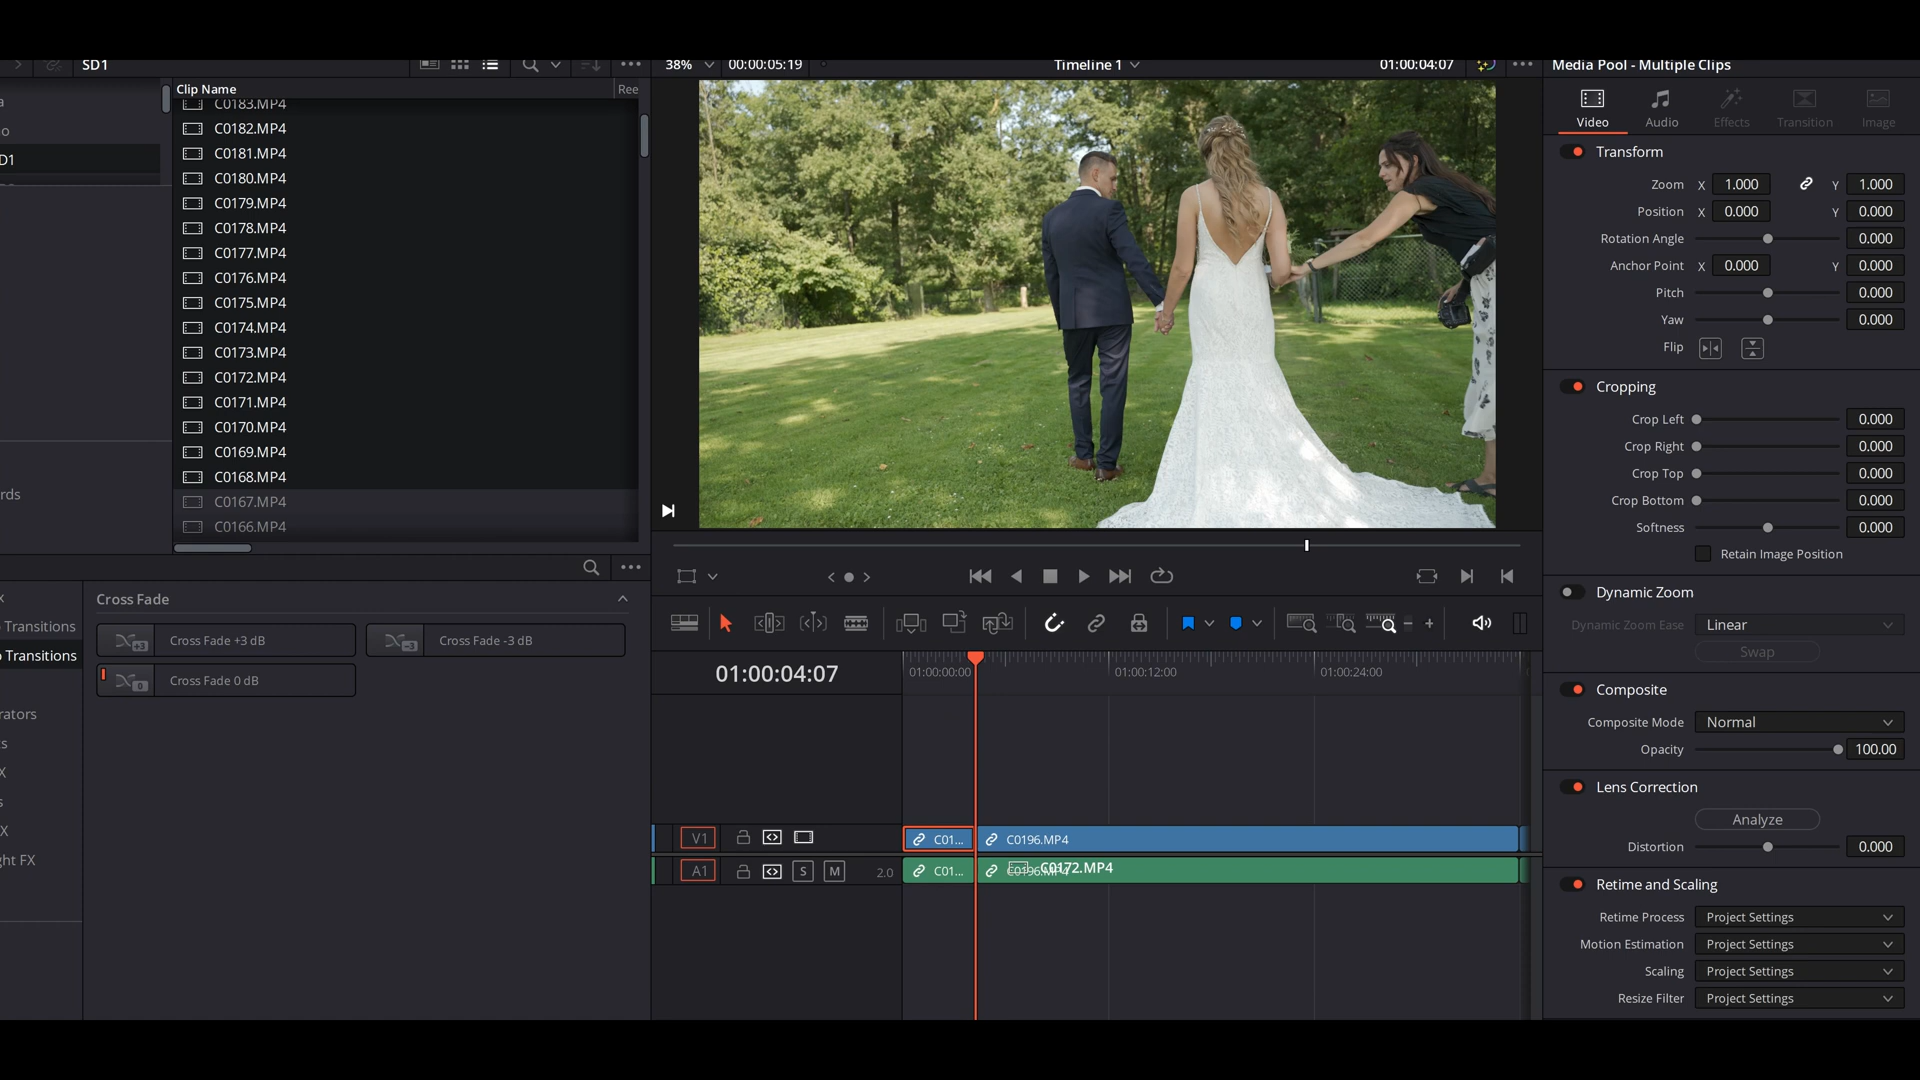 SD1
38%
00:00:05:19
Timeline 1
01:00:04:07
Media Pool - Multiple Clips
Clip Name
Ree
C0183.MP4
C0182.MP4
C0181.MP4
C0180.MP4
C0179.MP4
C0178.MP4
C0177.MP4
C0176.MP4
C0175.MP4
C0174.MP4
C0173.MP4
C0172.MP4
C0171.MP4
C0170.MP4
C0169.MP4
C0168.MP4
C0167.MP4
C0166.MP4
a
o
D1
rds
Video
Audio
Effects
Transition
Image
Transform
Zoom X 1.000 Y 1.000
Position X 0.000 Y 0.000
Rotation Angle 0.000
Anchor Point X 0.000 Y 0.000
Pitch 0.000
Yaw 0.000
Flip
Cropping
Crop Left 0.000
Crop Right 0.000
Crop Top 0.000
Crop Bottom 0.000
Softness 0.000
Retain Image Position
Dynamic Zoom
Dynamic Zoom Ease Linear
Swap
Composite
Composite Mode Normal
Opacity 100.00
Lens Correction
Analyze
Distortion 0.000
Retime and Scaling
Retime Process Project Settings
Motion Estimation Project Settings
Scaling Project Settings
Resize Filter Project Settings
x
o Transitions
o Transitions
rators
s
X
s
X
ght FX
Cross Fade
+3 Cross Fade +3 dB
-3 Cross Fade -3 dB
0 Cross Fade 0 dB
01:00:04:07
01:00:00:00
01:00:12:00
01:00:24:00
V1
C01...
C0196.MP4
A1
S
M
2.0
C01...
C0196.MP4
C0172.MP4